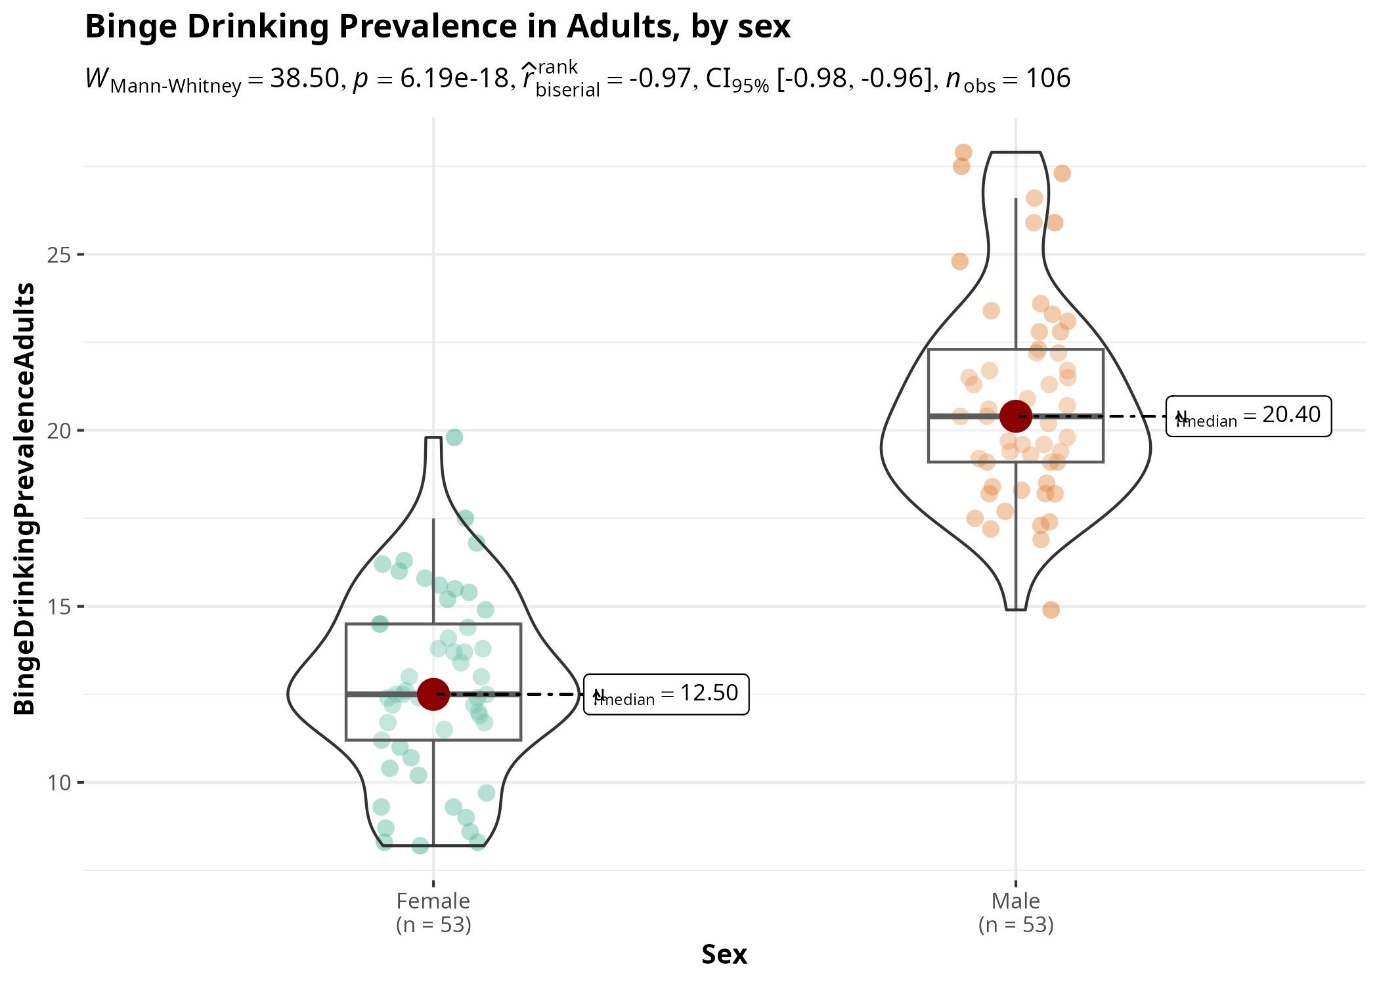 Binge Drinking Prevalence in Adults, by sex
W Mann-Whitney = 38.50, p = 6.19e-18, r̂ rank biserial = -0.97, CI95% [-0.98, -0.96], n obs = 106
BingeDrinkingPrevalenceAdults
25
20
15
10
median = 20.40
median = 12.50
Female
(n = 53)
Male
(n = 53)
Sex